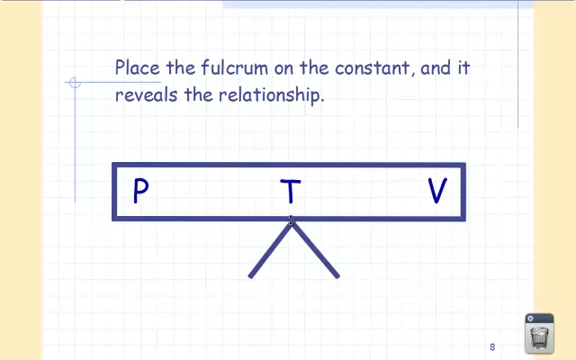 Place the fulcrum on the constant, and it
reveals the relationship.
P T V
8